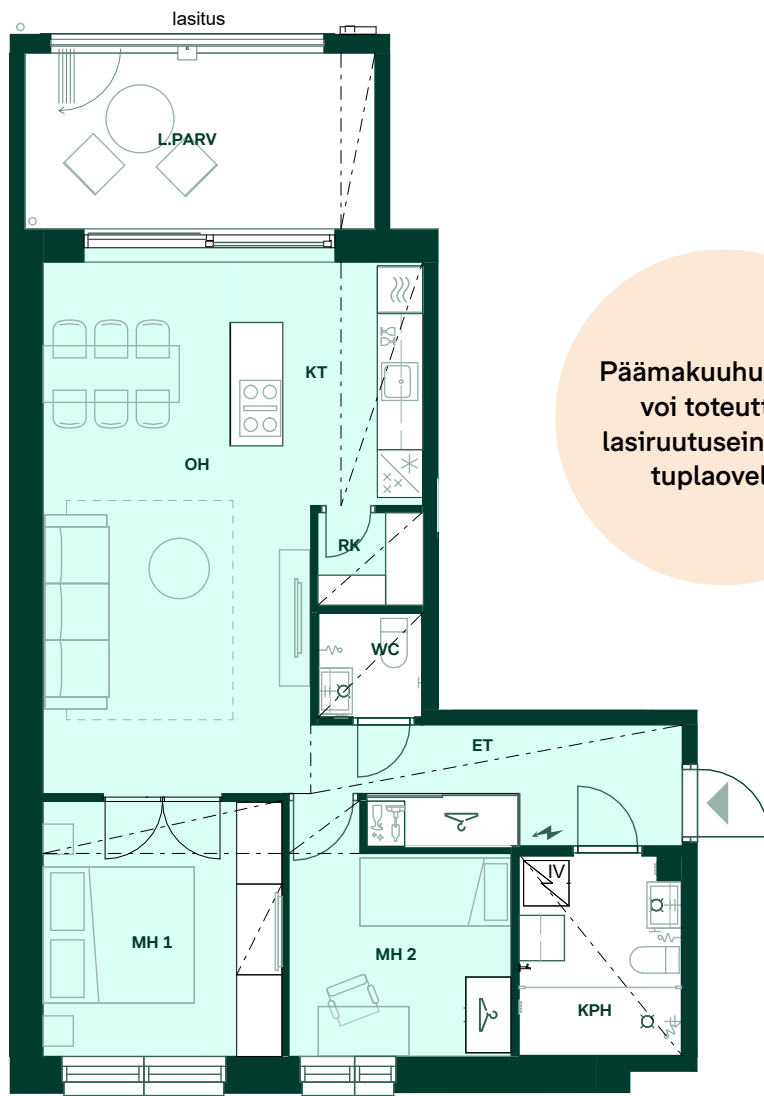 lasitus
L.PARV
KT
Päämakuuhu
voi toteutt
lasiruutusein
tuplaovel
OH
RK
WC
ET
IV
MH 1
MH 2
KPH